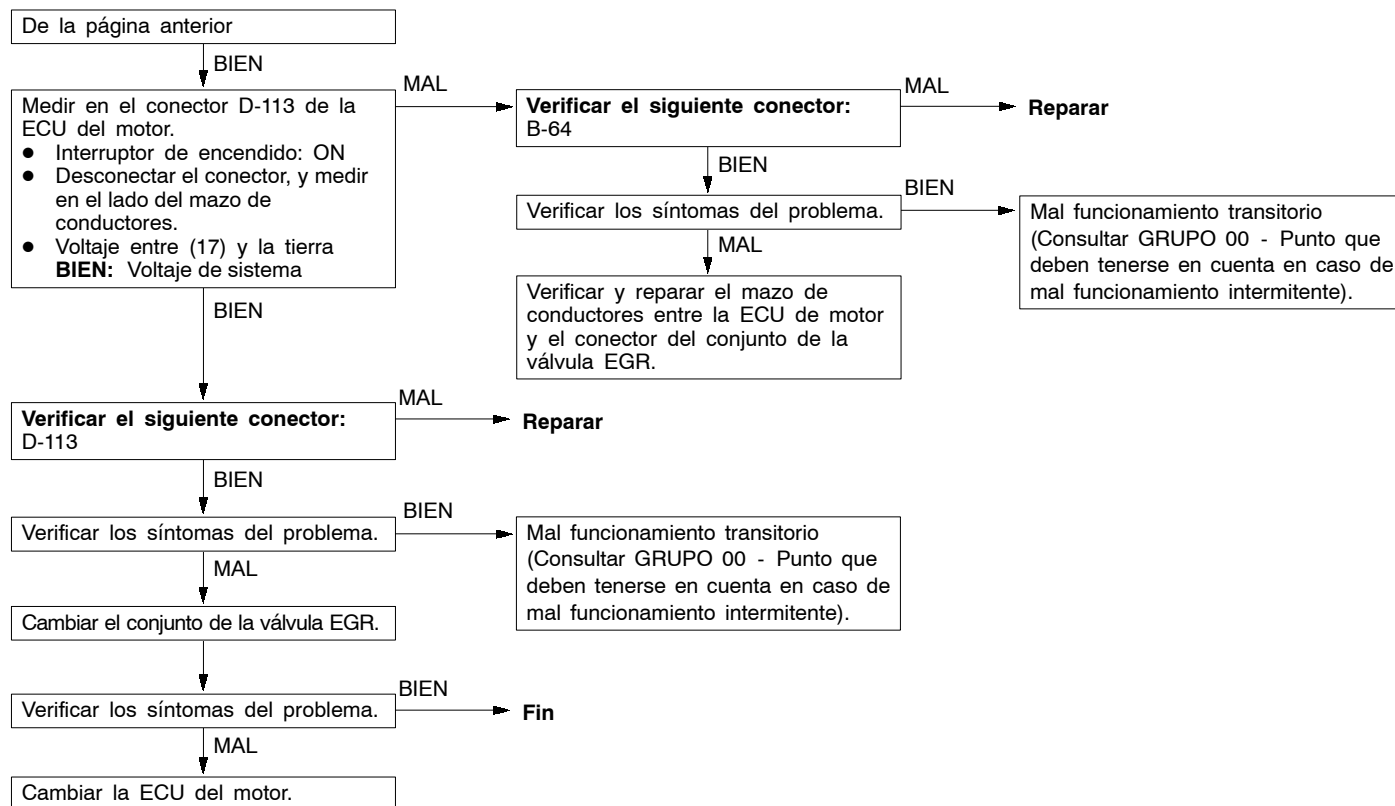 De la página anterior
BIEN
Medir en el conector D-113 de la
ECU del motor.
● Interruptor de encendido: ON
● Desconectar el conector, y medir
en el lado del mazo de
conductores.
● Voltaje entre (17) y la tierra
BIEN: Voltaje de sistema
MAL
Verificar el siguiente conector:
B-64
MAL
Reparar
BIEN
Verificar los síntomas del problema.
BIEN
Mal funcionamiento transitorio
(Consultar GRUPO 00 - Punto que
deben tenerse en cuenta en caso de
mal funcionamiento intermitente).
MAL
Verificar y reparar el mazo de
conductores entre la ECU de motor
y el conector del conjunto de la
válvula EGR.
BIEN
Verificar el siguiente conector:
D-113
MAL
Reparar
BIEN
Verificar los síntomas del problema.
BIEN
Mal funcionamiento transitorio
(Consultar GRUPO 00 - Punto que
deben tenerse en cuenta en caso de
mal funcionamiento intermitente).
MAL
Cambiar el conjunto de la válvula EGR.
Verificar los síntomas del problema.
BIEN
Fin
MAL
Cambiar la ECU del motor.